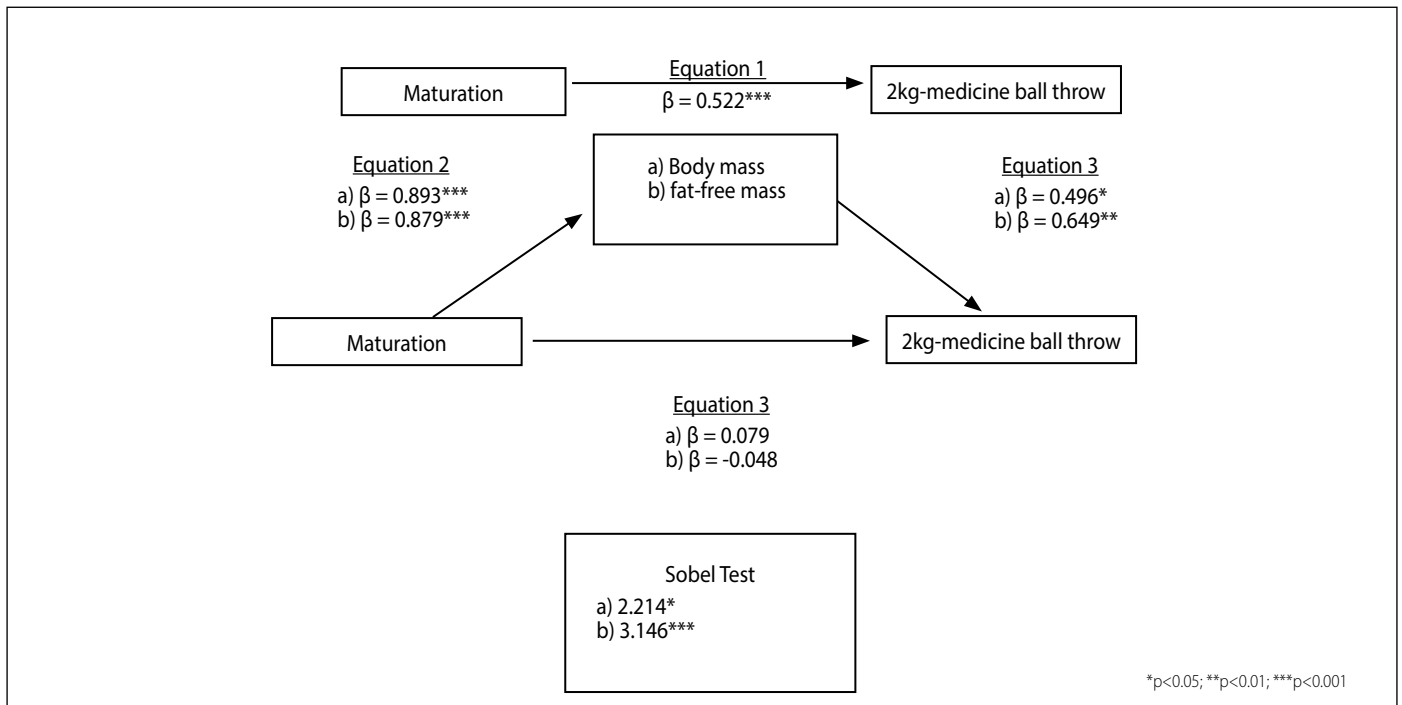 Maturation
Equation 1
β = 0.522***
2kg-medicine ball throw
Equation 2
a) β = 0.893***
b) β = 0.879***
a) Body mass
b) fat-free mass
Equation 3
a) β = 0.496*
b) β = 0.649**
Maturation
2kg-medicine ball throw
Equation 3
a) β = 0.079
b) β = -0.048
Sobel Test
a) 2.214*
b) 3.146***
*p<0.05; **p<0.01; ***p<0.001